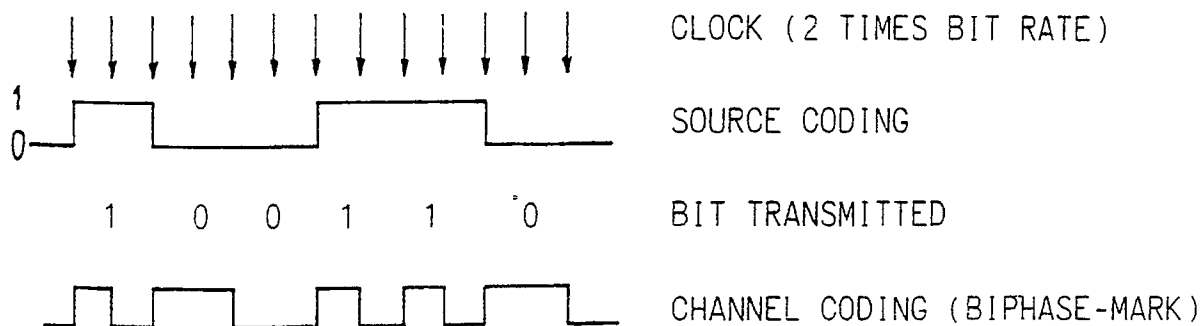 CLOCK (2 TIMES BIT RATE)
1
0
SOURCE CODING
1 0 0 1 1 0
BIT TRANSMITTED
CHANNEL CODING (BIPHASE-MARK)